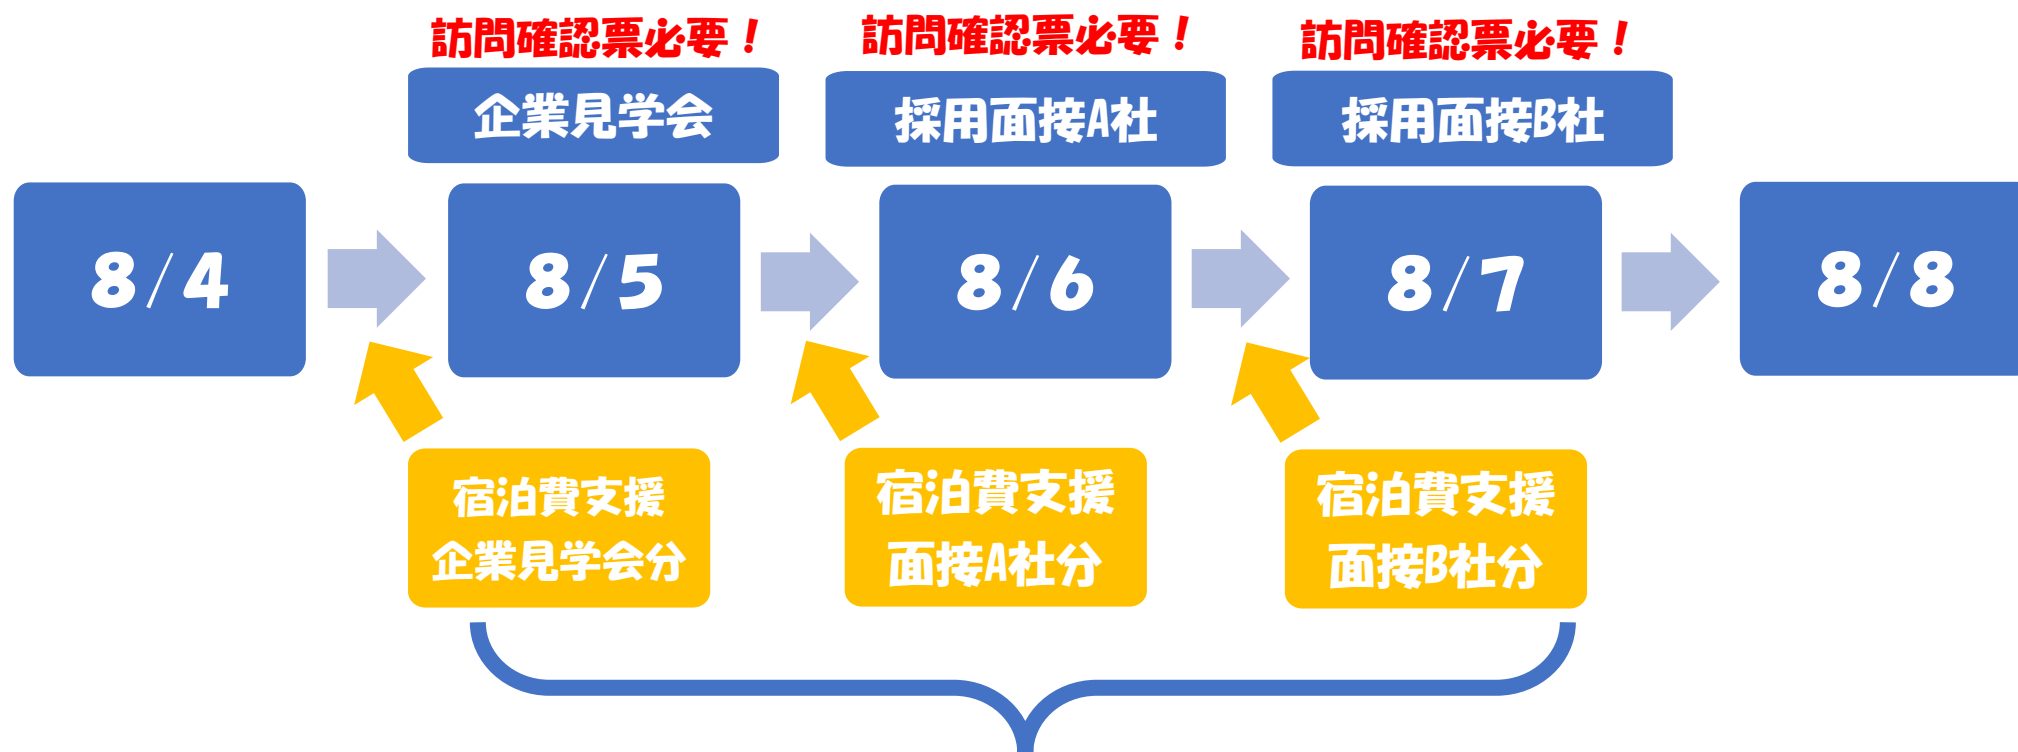 訪問確認票必要！
訪問確認票必要！
訪問確認票必要！
企業見学会
採用面接A社
採用面接B社
8/4
8/5
8/6
8/7
8/8
宿泊費支援
企業見学会分
宿泊費支援
面接A社分
宿泊費支援
面接B社分